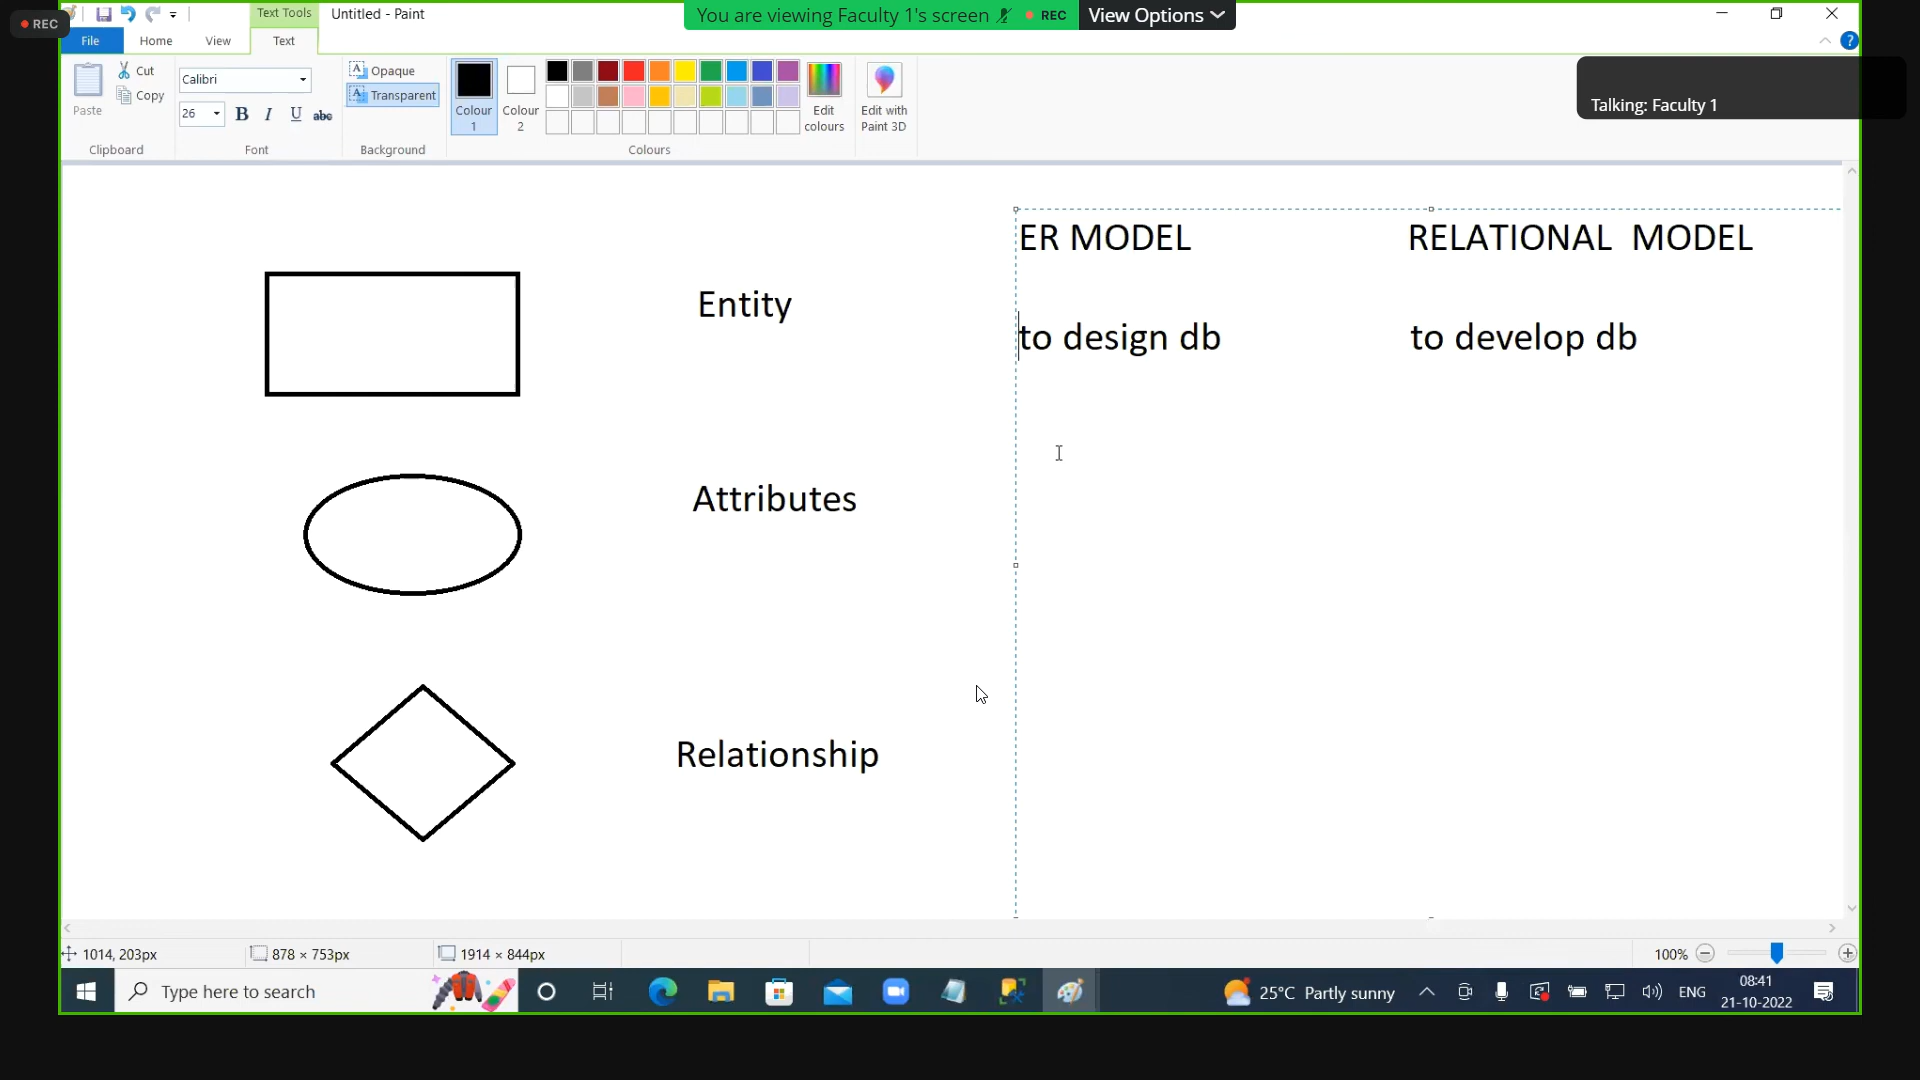 REC
Text Tools
Untitled - Paint
You are viewing Faculty 1's screen
REC
View Options
File
Home
View
Text
Paste
Cut
Copy
Clipboard
Calibri
26
B I U abc
Font
Opaque
Transparent
Background
Colour 1
Colour 2
Edit colours
Colours
Edit with Paint 3D
Talking: Faculty 1
ER MODEL
RELATIONAL MODEL
to design db
to develop db
Entity
Attributes
Relationship
1014, 203px
878 × 753px
1914 × 844px
100%
Type here to search
25°C Partly sunny
ENG
08:41
21-10-2022